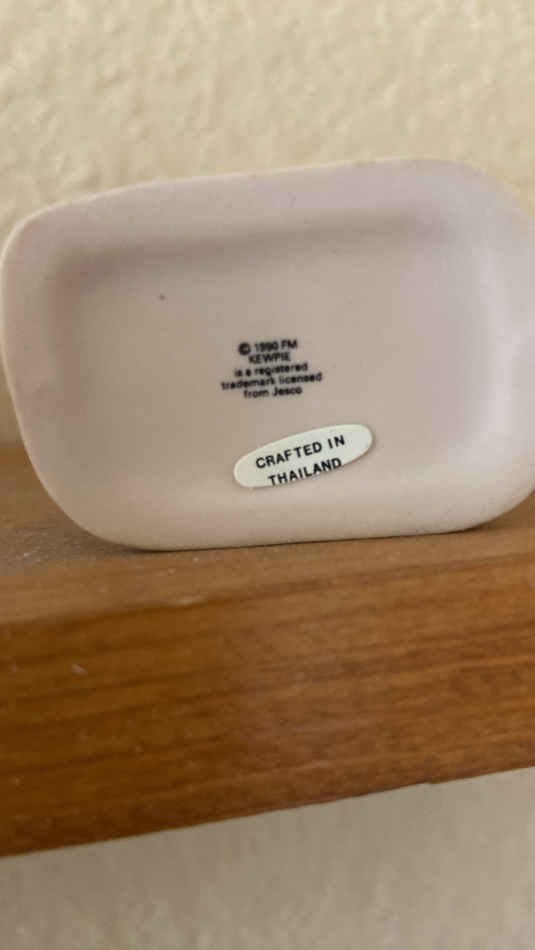 © 1990 FM
KEWPIE
is a registered
trademark licensed
from Jesco
CRAFTED IN
THAILAND